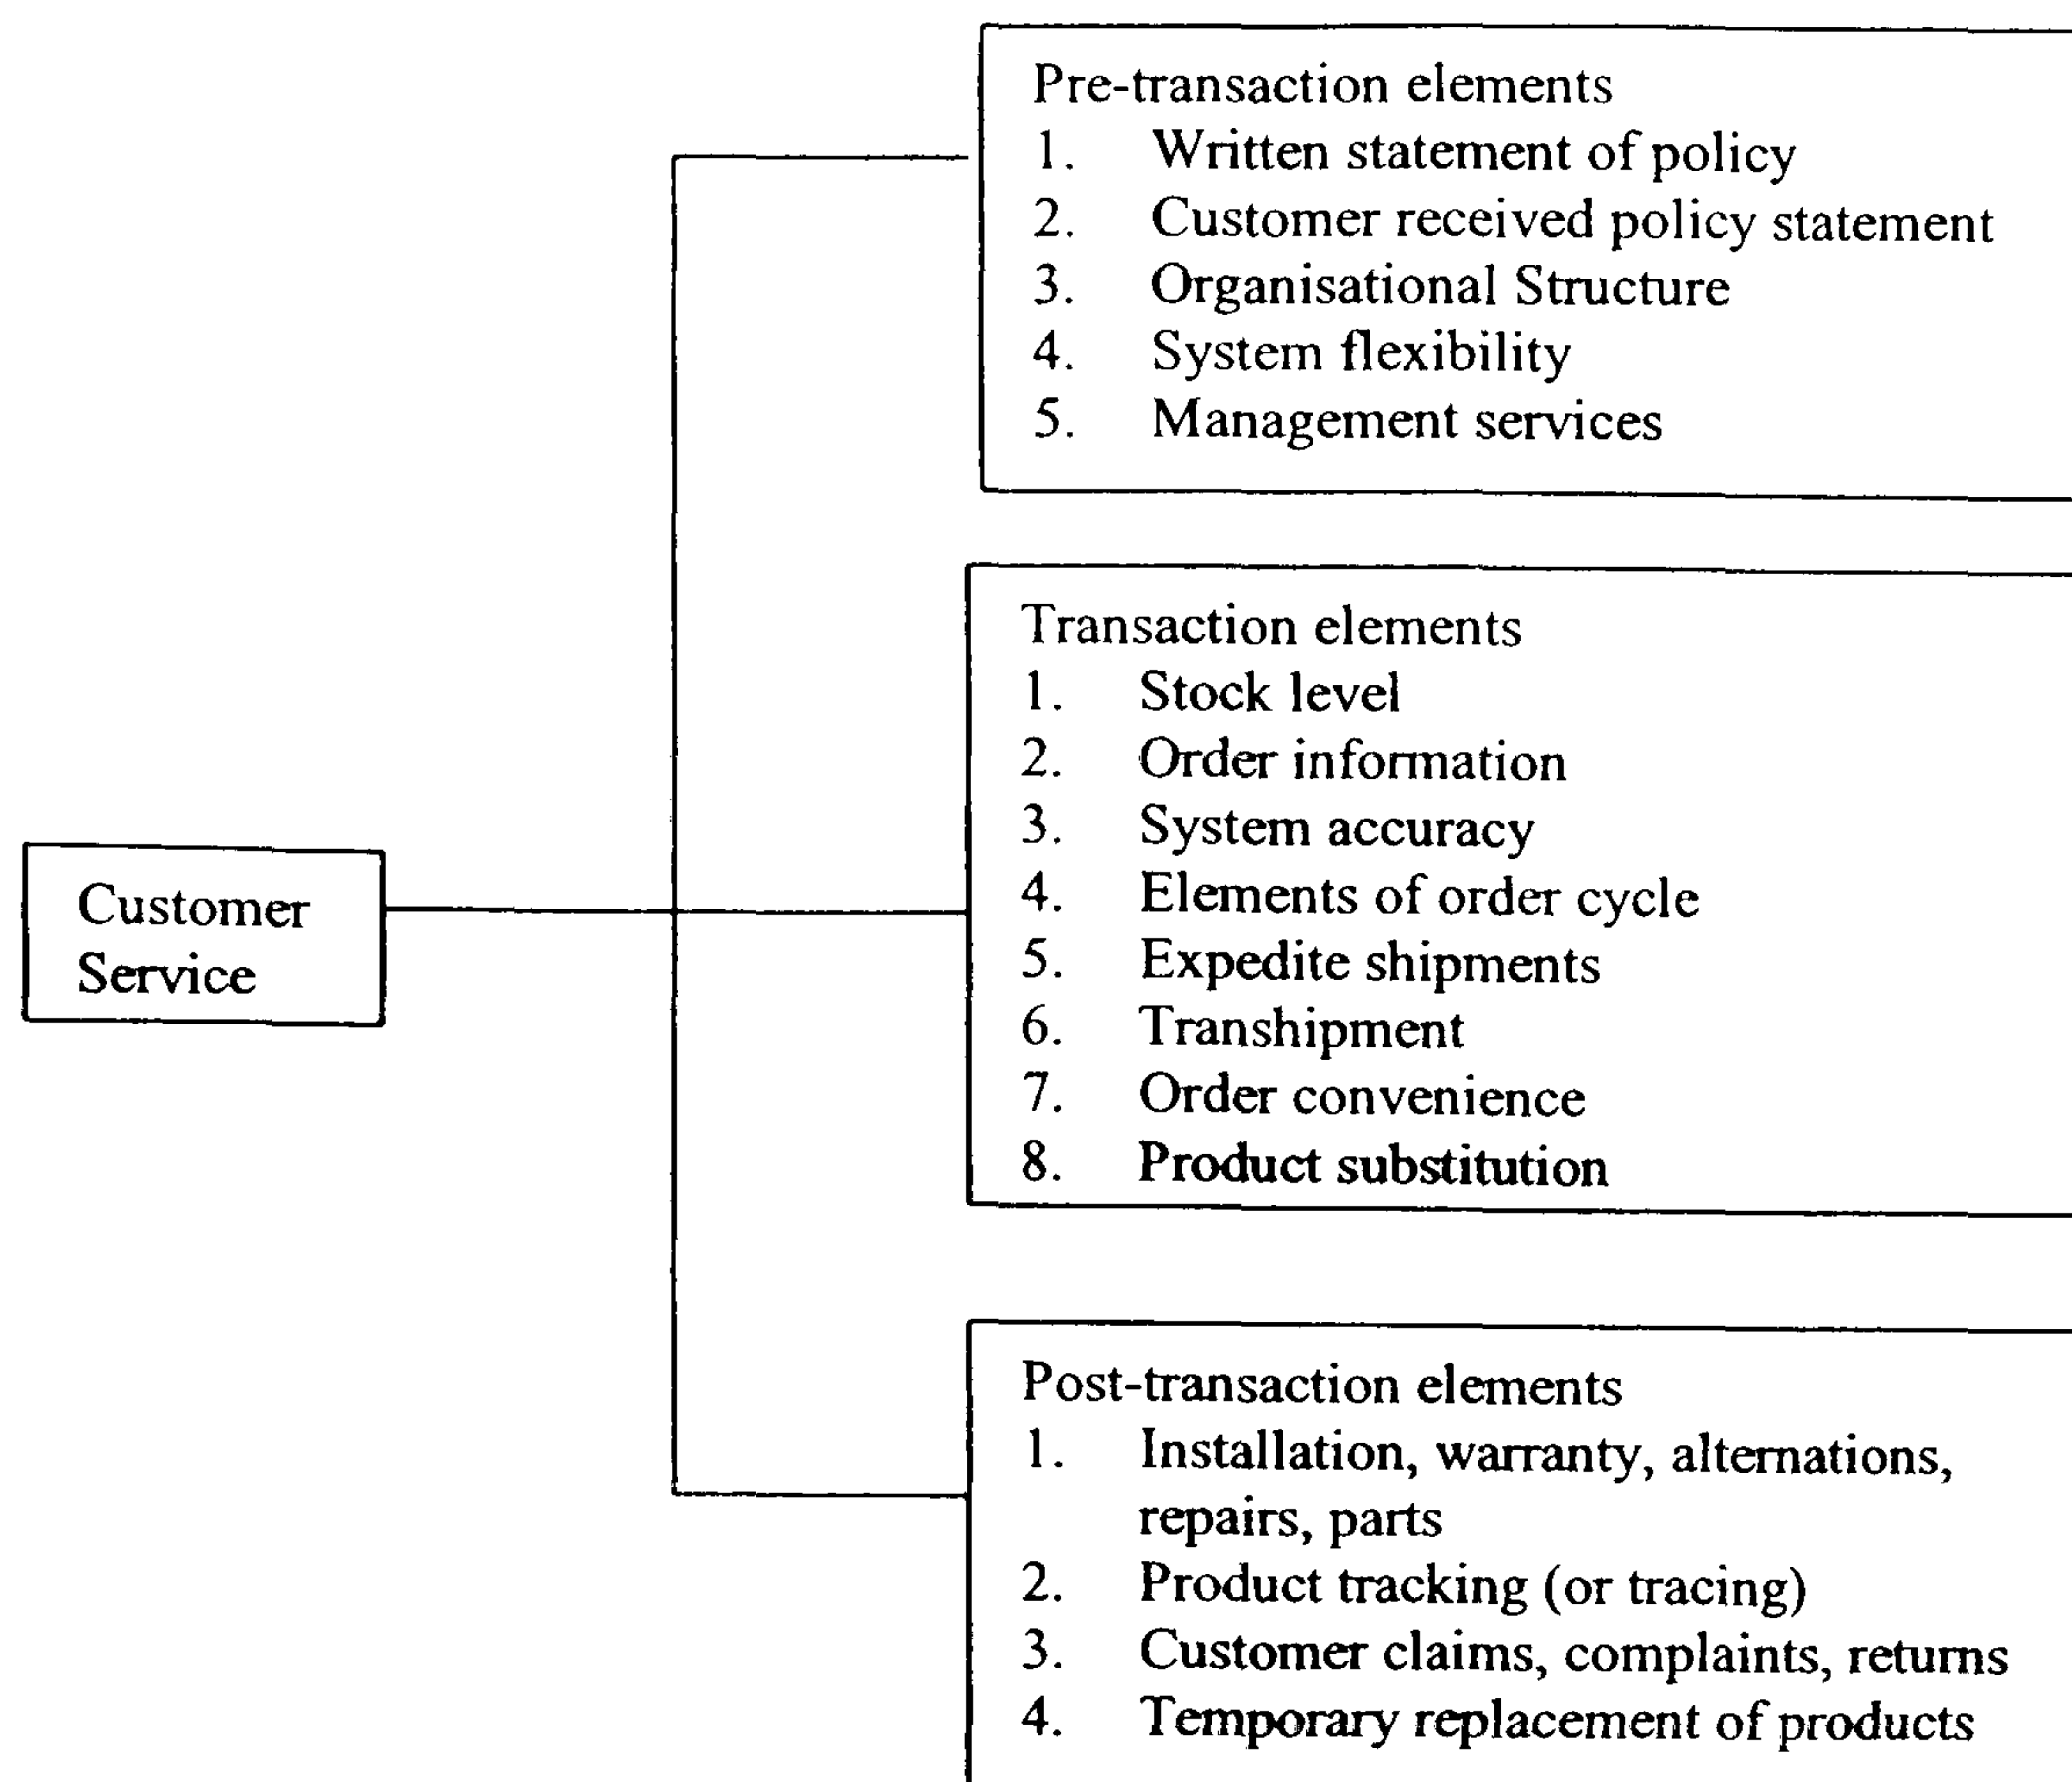 Pre-transaction elements
1. Written statement of policy
2. Customer received policy statement
3. Organisational Structure
4. System flexibility
5. Management services
Transaction elements
1. Stock level
2. Order information
3. System accuracy
4. Elements of order cycle
5. Expedite shipments
6. Transhipment
7. Order convenience
8. Product substitution
Customer
Service
Post-transaction elements
1. Installation, warranty, alternations,
repairs, parts
2. Product tracking (or tracing)
3. Customer claims, complaints, returns
4. Temporary replacement of products